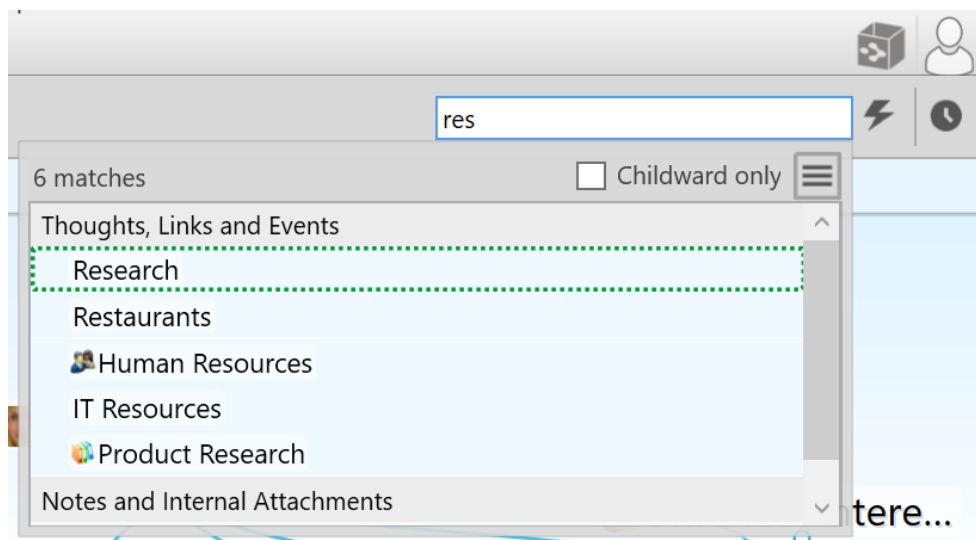 res
6 matches
Childward only
Thoughts, Links and Events
Research
Restaurants
Human Resources
IT Resources
Product Research
Notes and Internal Attachments
tere...